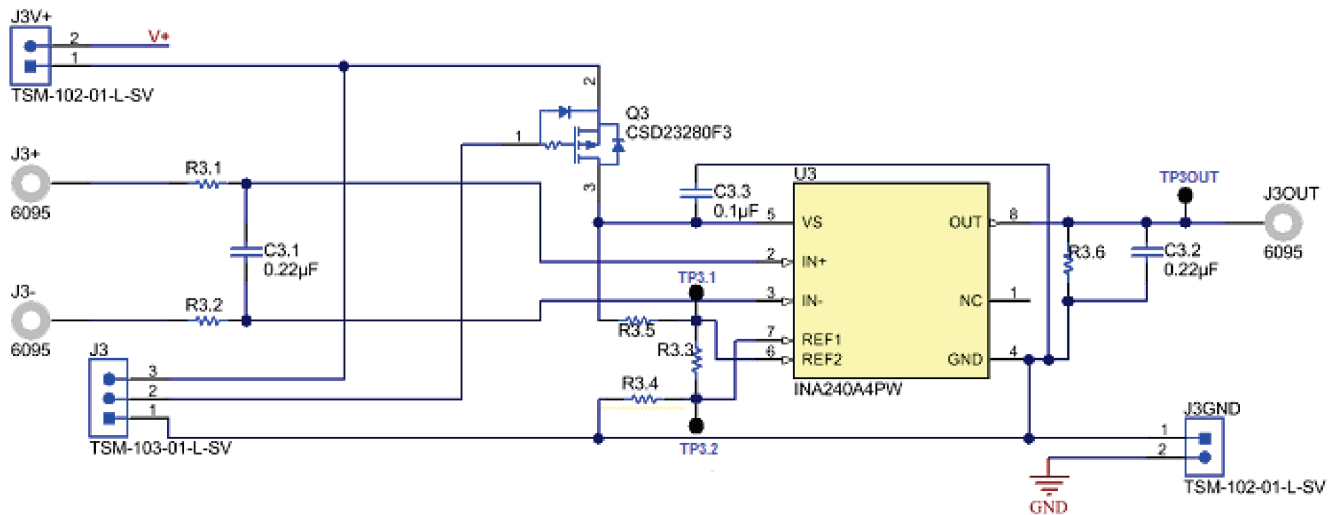 J3V+
2
V+
1
TSM-102-01-L-SV
2
Q3
CSD23280F3
1
3
J3+
6095
R3.1
C3.1
0.22µF
J3-
6095
R3.2
J3
3
2
1
TSM-103-01-L-SV
C3.3
0.1µF
U3
5
VS
OUT
8
2
IN+
3
IN-
NC
1
7
REF1
6
REF2
GND
4
INA240A4PW
TP3.1
R3.5
R3.3
R3.4
TP3.2
TP3OUT
J3OUT
6095
R3.6
C3.2
0.22µF
J3GND
1
2
TSM-102-01-L-SV
GND